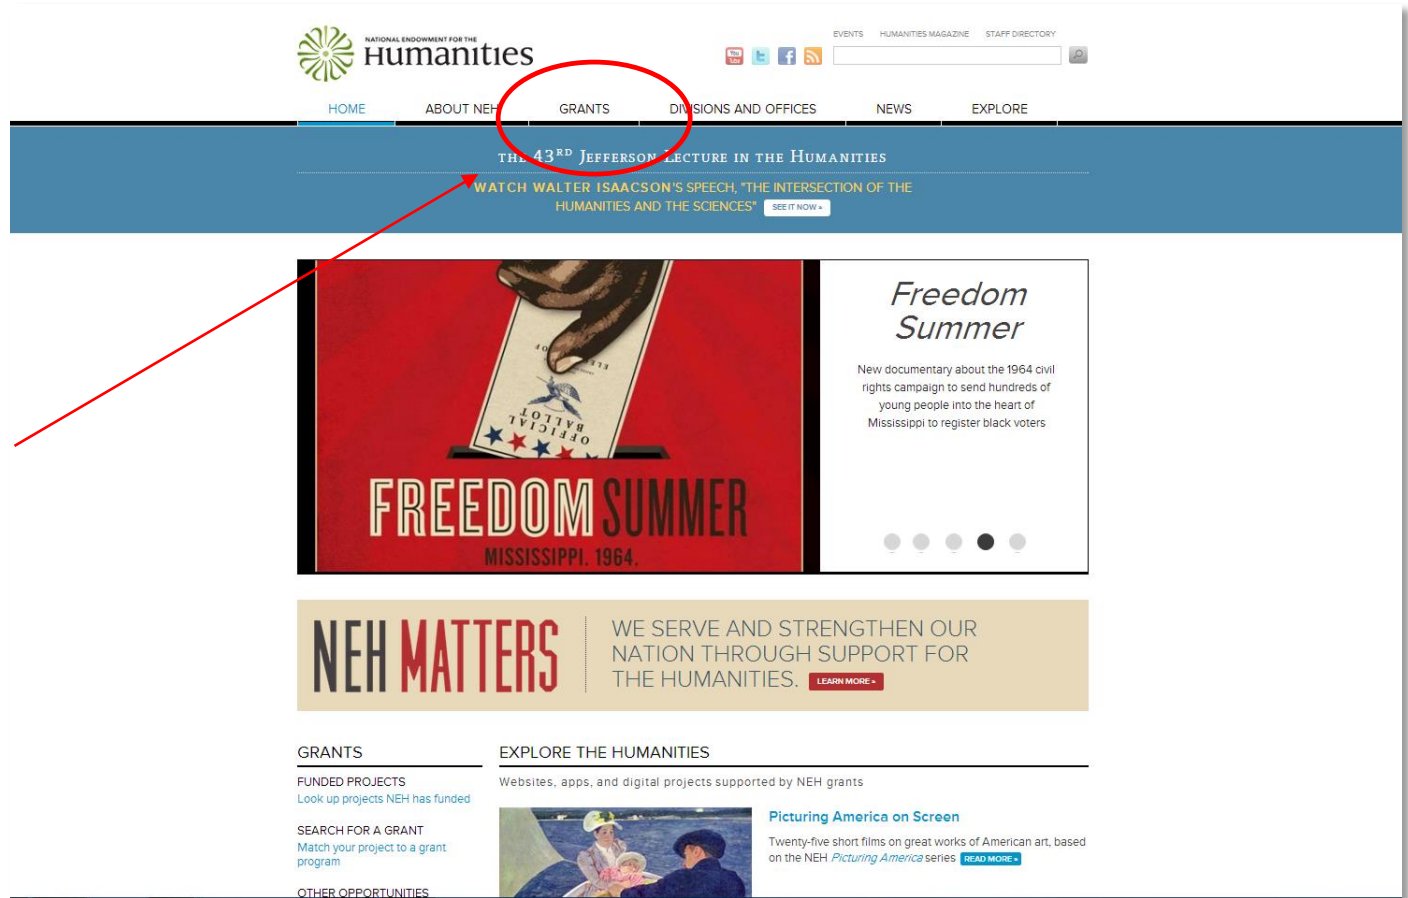 NATIONAL ENDOWMENT FOR THE
Humanities
EVENTS HUMANITIES MAGAZINE STAFF DIRECTORY
You
Tube
HOME ABOUT NEH GRANTS DIVISIONS AND OFFICES NEWS EXPLORE
THE 43RD JEFFERSON LECTURE IN THE HUMANITIES
WATCH WALTER ISAACSON'S SPEECH, "THE INTERSECTION OF THE
HUMANITIES AND THE SCIENCES" SEE IT NOW »
OFFICIAL
BALLOT
FREEDOM SUMMER
MISSISSIPPI. 1964.
Freedom
Summer
New documentary about the 1964 civil
rights campaign to send hundreds of
young people into the heart of
Mississippi to register black voters
NEH MATTERS
WE SERVE AND STRENGTHEN OUR
NATION THROUGH SUPPORT FOR
THE HUMANITIES. LEARN MORE »
GRANTS
FUNDED PROJECTS
Look up projects NEH has funded
SEARCH FOR A GRANT
Match your project to a grant
program
OTHER OPPORTUNITIES
EXPLORE THE HUMANITIES
Websites, apps, and digital projects supported by NEH grants
Picturing America on Screen
Twenty-five short films on great works of American art, based
on the NEH Picturing America series READ MORE »